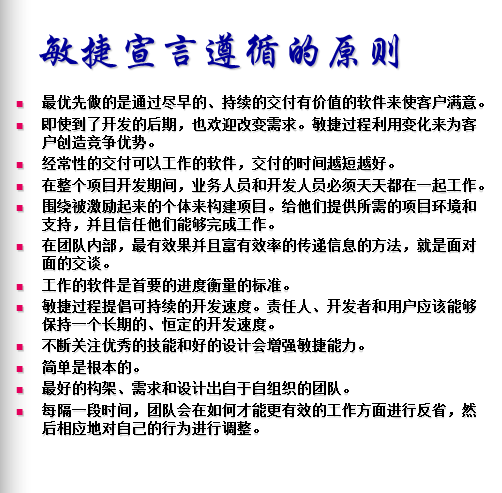 敏捷宣言遵循的原则
最优先做的是通过尽早的、持续的交付有价值的软件来使客户满意。
即使到了开发的后期，也欢迎改变需求。敏捷过程利用变化来为客
户创造竞争优势。
经常性的交付可以工作的软件，交付的时间越短越好。
在整个项目开发期间，业务人员和开发人员必须天天都在一起工作。
围绕被激励起来的个体来构建项目。给他们提供所需的项目环境和
支持，并且信任他们能够完成工作。
在团队内部，最有效果并且富有效率的传递信息的方法，就是面对
面的交谈。
工作的软件是首要的进度衡量的标准。
敏捷过程提倡可持续的开发速度。责任人、开发者和用户应该能够
保持一个长期的、恒定的开发速度。
不断关注优秀的技能和好的设计会增强敏捷能力。
简单是根本的。
最好的构架、需求和设计出自于自组织的团队。
每隔一段时间，团队会在如何才能更有效的工作方面进行反省，然
后相应地对自己的行为进行调整。